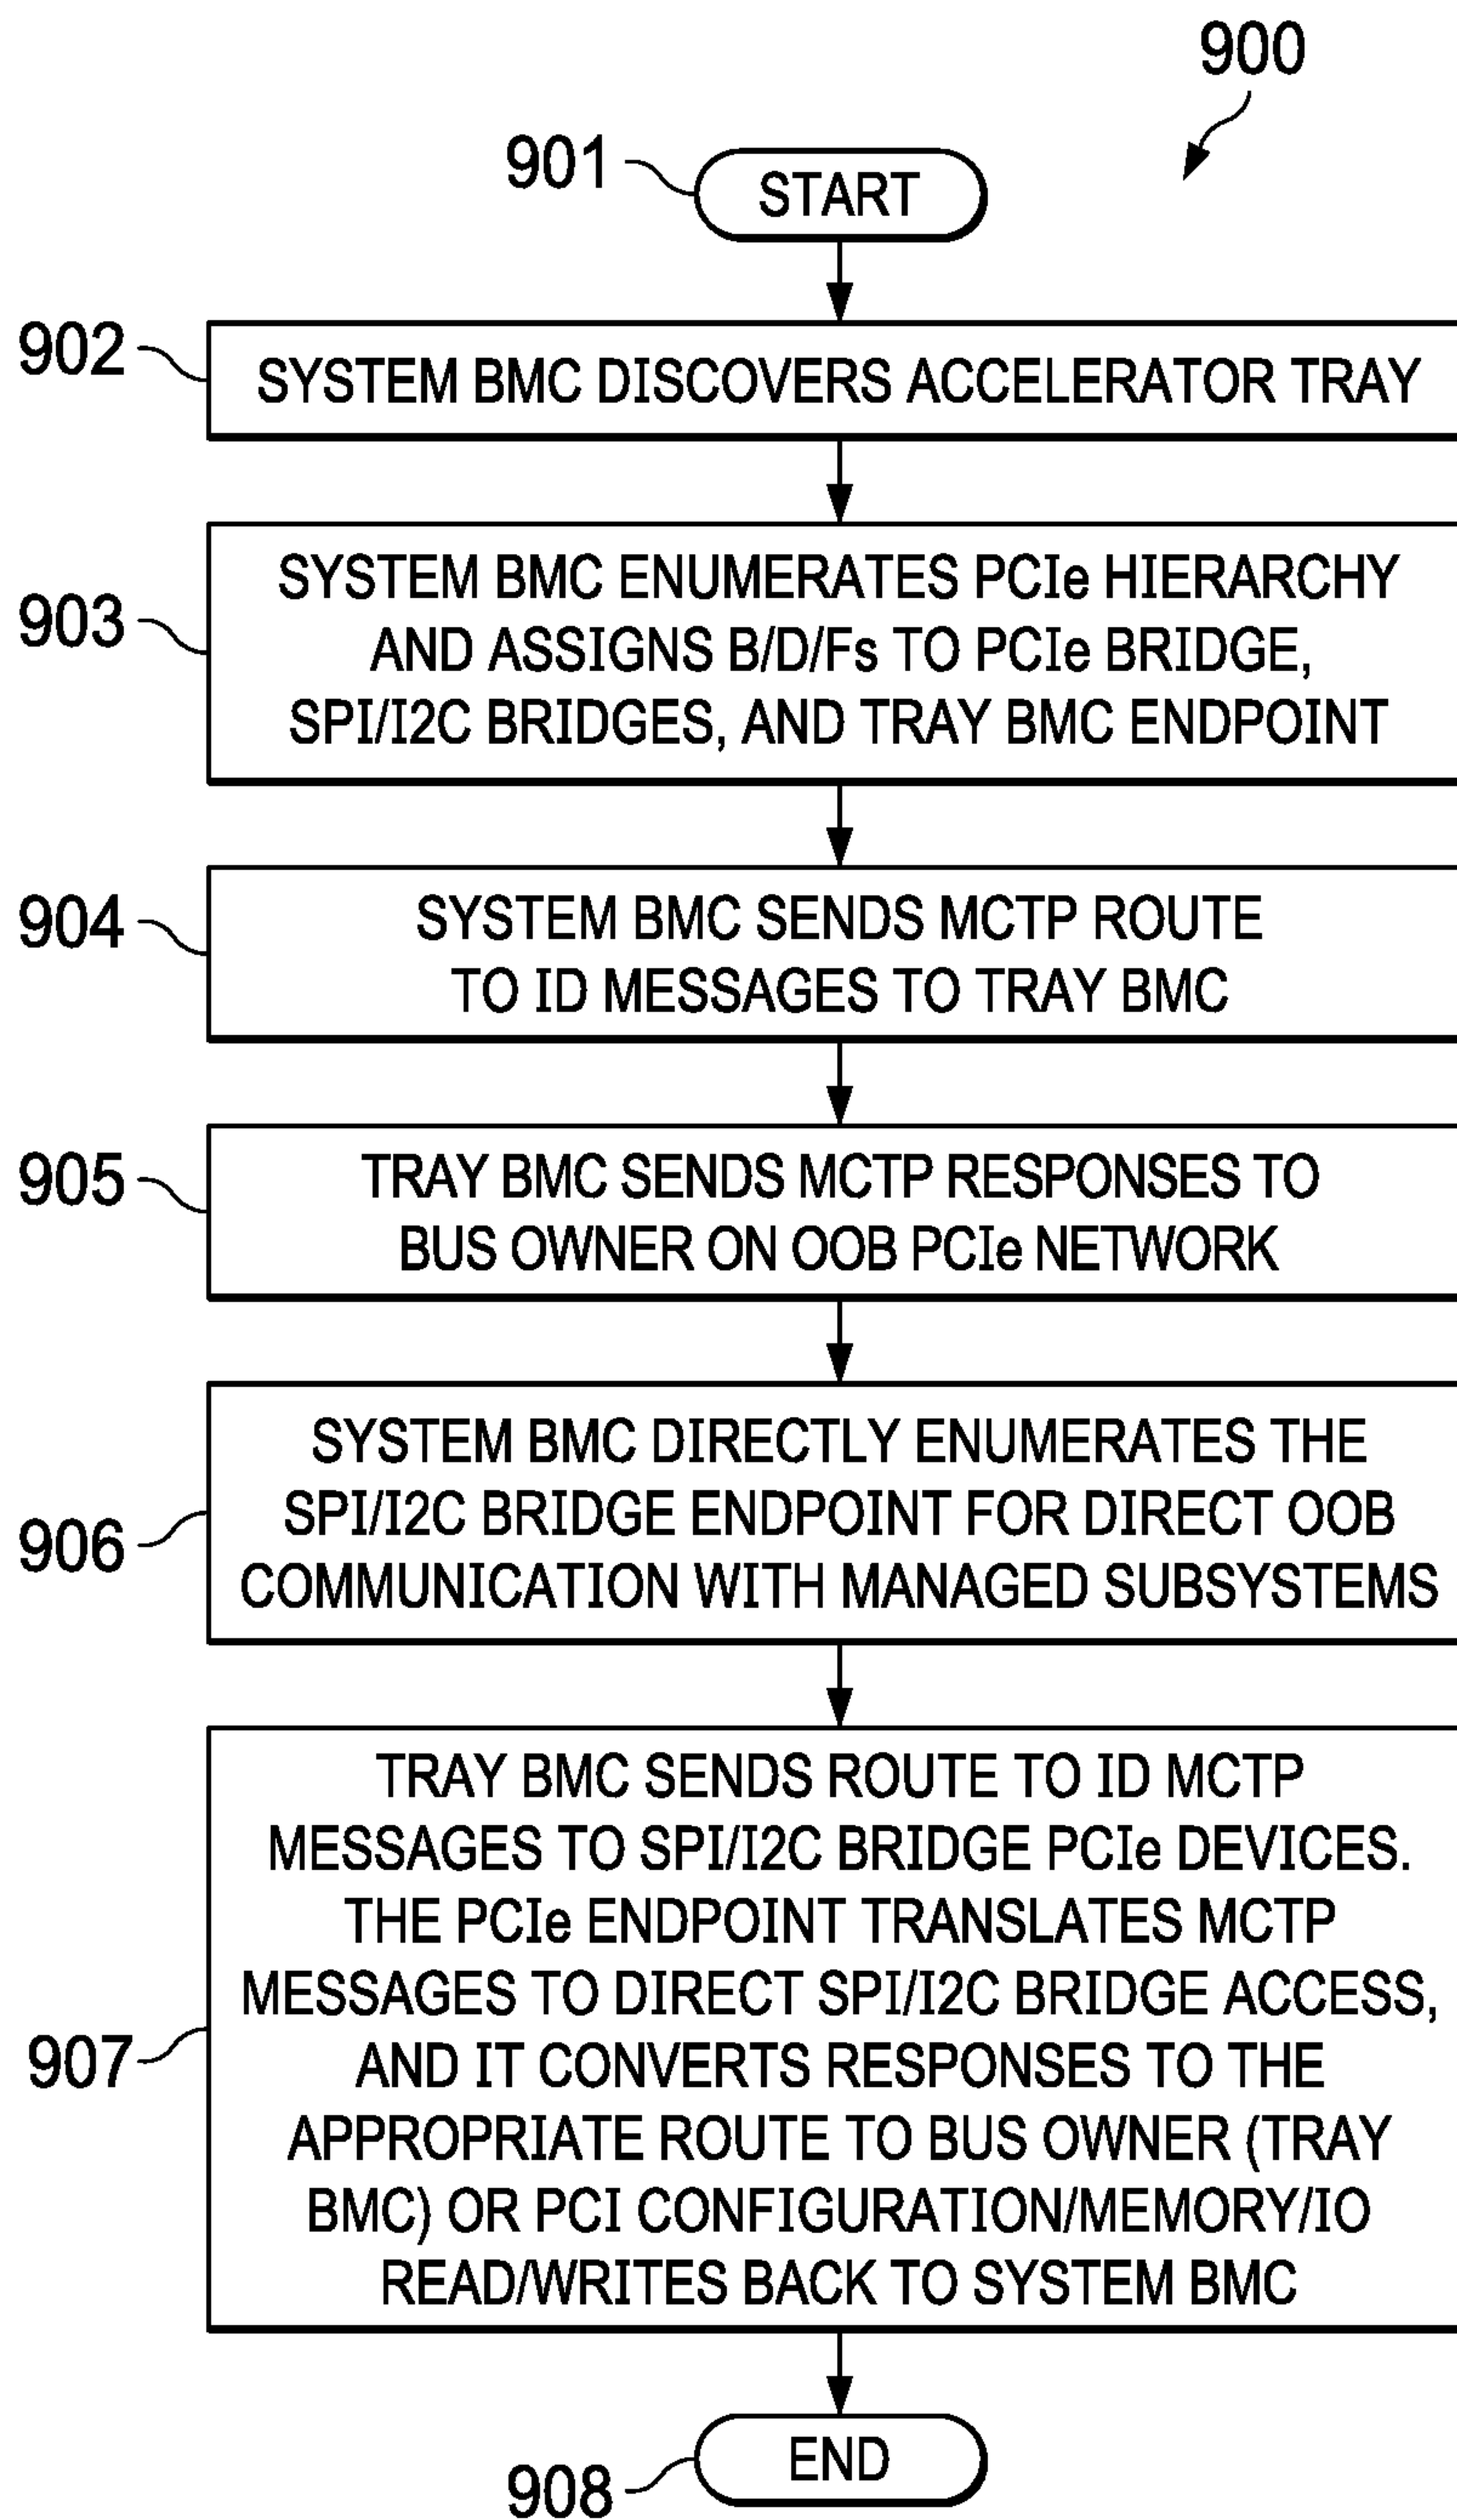 900
901
START
902
SYSTEM BMC DISCOVERS ACCELERATOR TRAY
903
SYSTEM BMC ENUMERATES PCIe HIERARCHY
AND ASSIGNS B/D/Fs TO PCIe BRIDGE,
SPI/I2C BRIDGES, AND TRAY BMC ENDPOINT
904
SYSTEM BMC SENDS MCTP ROUTE
TO ID MESSAGES TO TRAY BMC
905
TRAY BMC SENDS MCTP RESPONSES TO
BUS OWNER ON OOB PCIe NETWORK
906
SYSTEM BMC DIRECTLY ENUMERATES THE
SPI/I2C BRIDGE ENDPOINT FOR DIRECT OOB
COMMUNICATION WITH MANAGED SUBSYSTEMS
907
TRAY BMC SENDS ROUTE TO ID MCTP
MESSAGES TO SPI/I2C BRIDGE PCIe DEVICES.
THE PCIe ENDPOINT TRANSLATES MCTP
MESSAGES TO DIRECT SPI/I2C BRIDGE ACCESS,
AND IT CONVERTS RESPONSES TO THE
APPROPRIATE ROUTE TO BUS OWNER (TRAY
BMC) OR PCI CONFIGURATION/MEMORY/IO
READ/WRITES BACK TO SYSTEM BMC
908
END